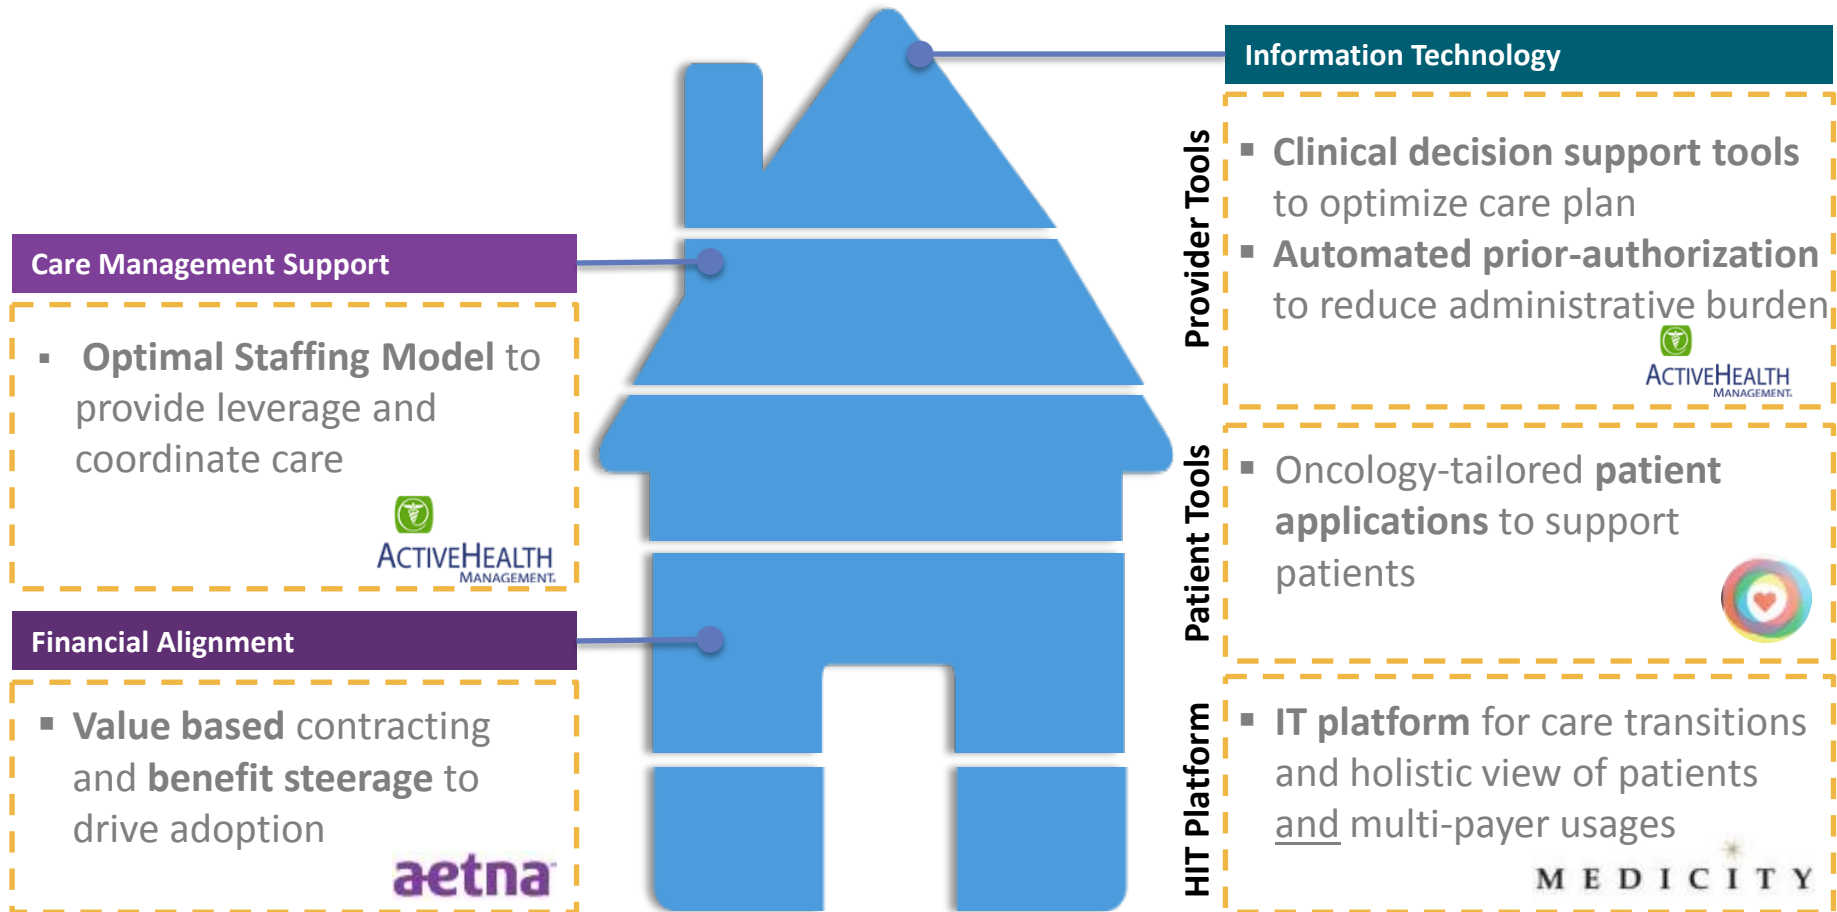 Care Management Support
▪ Optimal Staffing Model to
provide leverage and
coordinate care
ACTIVEHEALTH
MANAGEMENT.
Financial Alignment
▪ Value based contracting
and benefit steerage to
drive adoption
aetna
Information Technology
Provider Tools
▪ Clinical decision support tools
to optimize care plan
▪ Automated prior-authorization
to reduce administrative burden
ACTIVEHEALTH
MANAGEMENT.
Patient Tools
▪ Oncology-tailored patient
applications to support
patients
HIT Platform
▪ IT platform for care transitions
and holistic view of patients
and multi-payer usages
MEDICITY